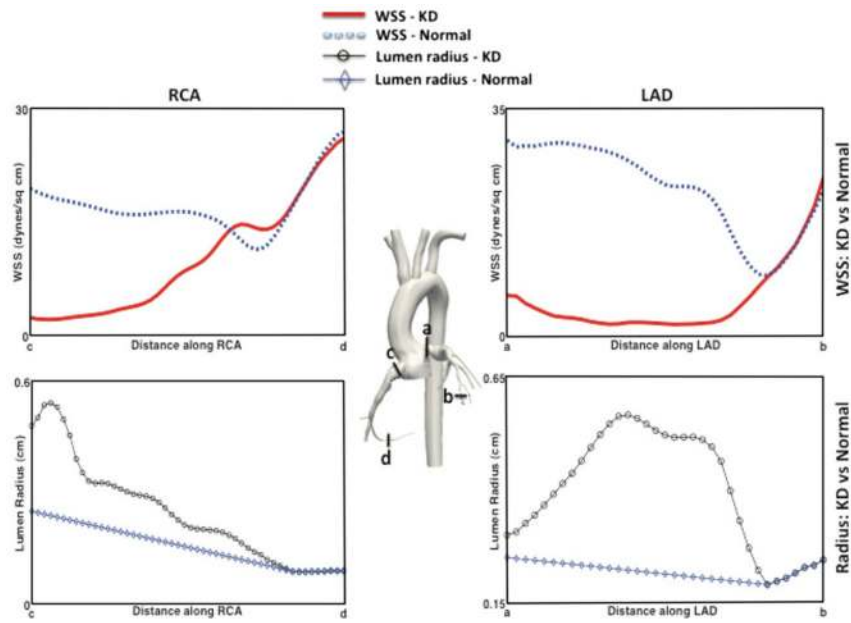 WSS - KD
WSS - Normal
Lumen radius - KD
Lumen radius - Normal
RCA
LAD
30
WSS (dynes/sq cm)
0
c
Distance along RCA
d
35
WSS (dynes/sq cm)
0
a
Distance along LAD
b
WSS: KD vs Normal
a
c
b
d
0.6
Lumen Radius (cm)
0
c
Distance along RCA
d
0.65
Lumen Radius (cm)
0.15
a
Distance along LAD
b
Radius: KD vs Normal